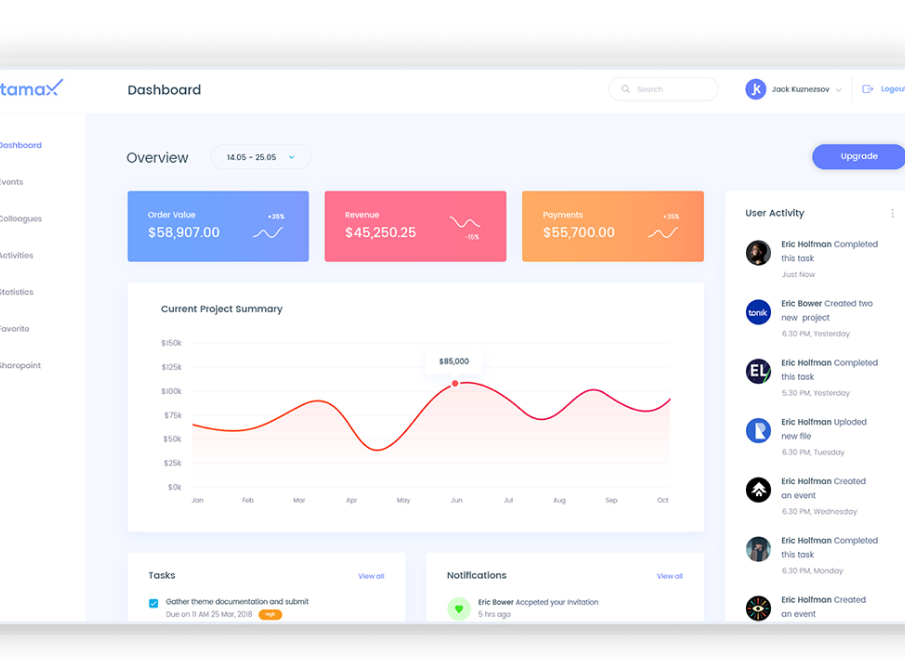 tamax
Dashboard
Search
Jk
Jack Kuznezsov
Logout
Dashboard
Events
Colleagues
Activities
Statistics
Favorite
Sharepoint
Overview
14.05 - 25.05
Upgrade
Order Value
$58,907.00
+35%
Revenue
$45,250.25
-15%
Payments
$55,700.00
+35%
Current Project Summary
$150k
$125k
$100k
$75k
$50k
$25k
$0k
$85,000
Jan Feb Mar Apr May Jun Jul Aug Sep Oct
Tasks
View all
Gather theme documentation and submit
Due on 11 AM 25 Mar, 2018
High
Notifications
View all
Eric Bower Accpeted your Invitation
5 hrs ago
User Activity
Eric Holfman Completed
this task
Just Now
tonik
Eric Bower Created two
new project
6.30 PM, Yesterday
EL
Eric Holfman Completed
this task
5.30 PM, Yesterday
Eric Holfman Uploded
new file
6.30 PM, Tuesday
Eric Holfman Created
an event
6.30 PM, Wednesday
Eric Holfman Completed
this task
6.30 PM, Monday
Eric Holfman Created
an event